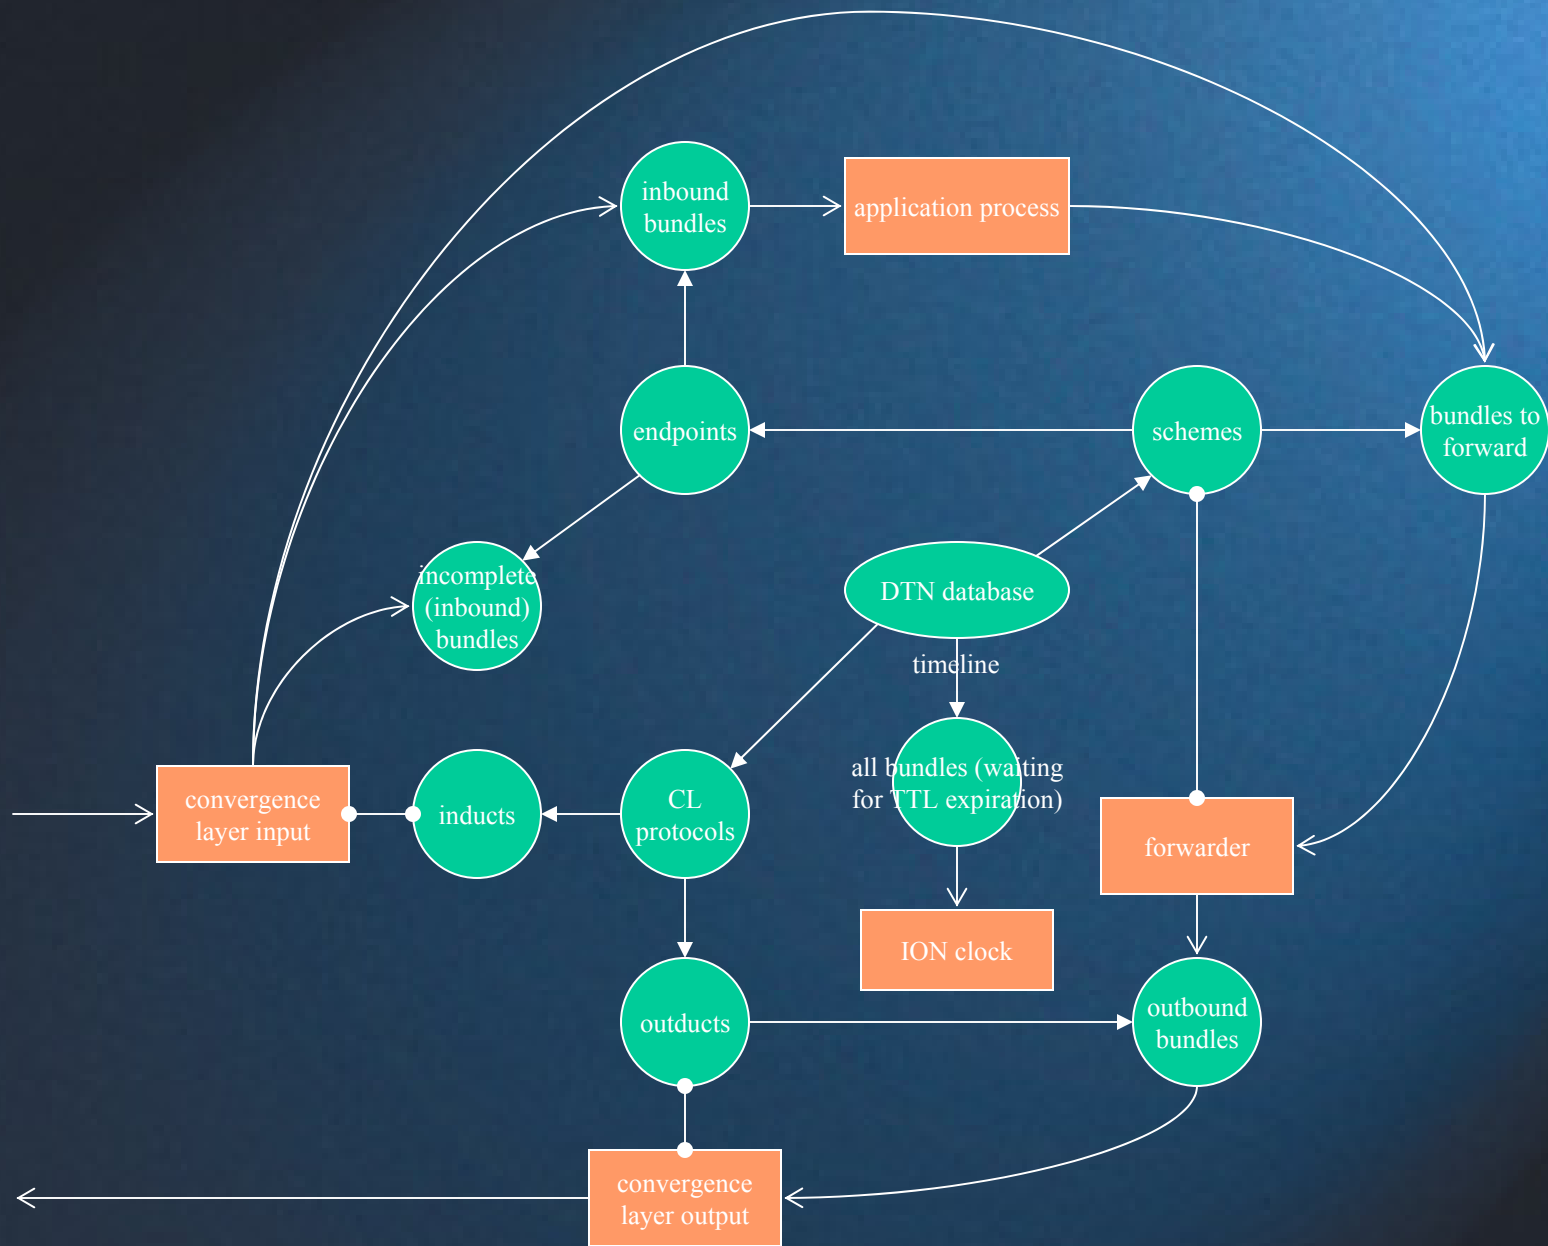 inbound
bundles
application process
endpoints
schemes
bundles to
forward
incomplete
(inbound)
bundles
DTN database
timeline
all bundles (waiting
for TTL expiration)
convergence
layer input
inducts
CL
protocols
forwarder
ION clock
outducts
outbound
bundles
convergence
layer output